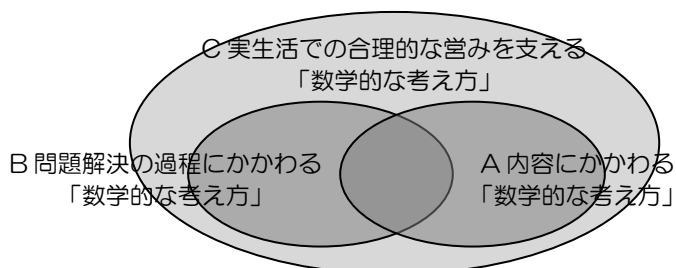 C 実生活での合理的な営みを支える
「数学的な考え方」
B 問題解決の過程にかかわる
「数学的な考え方」
A 内容にかかわる
「数学的な考え方」